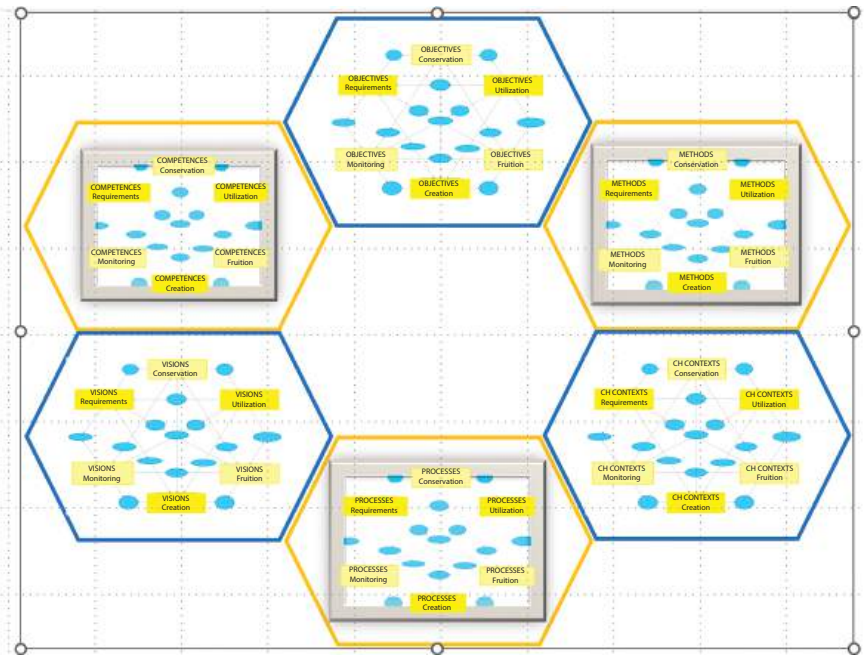 OBJECTIVES
Conservation
OBJECTIVES
Requirements
OBJECTIVES
Utilization
OBJECTIVES
Monitoring
OBJECTIVES
Fruition
OBJECTIVES
Creation
COMPETENCES
Conservation
COMPETENCES
Requirements
COMPETENCES
Utilization
COMPETENCES
Monitoring
COMPETENCES
Fruition
COMPETENCES
Creation
METHODS
Conservation
METHODS
Requirements
METHODS
Utilization
METHODS
Monitoring
METHODS
Fruition
METHODS
Creation
VISIONS
Conservation
VISIONS
Requirements
VISIONS
Utilization
VISIONS
Monitoring
VISIONS
Fruition
VISIONS
Creation
CH CONTEXTS
Conservation
CH CONTEXTS
Requirements
CH CONTEXTS
Utilization
CH CONTEXTS
Monitoring
CH CONTEXTS
Fruition
CH CONTEXTS
Creation
PROCESSES
Conservation
PROCESSES
Requirements
PROCESSES
Utilization
PROCESSES
Monitoring
PROCESSES
Fruition
PROCESSES
Creation